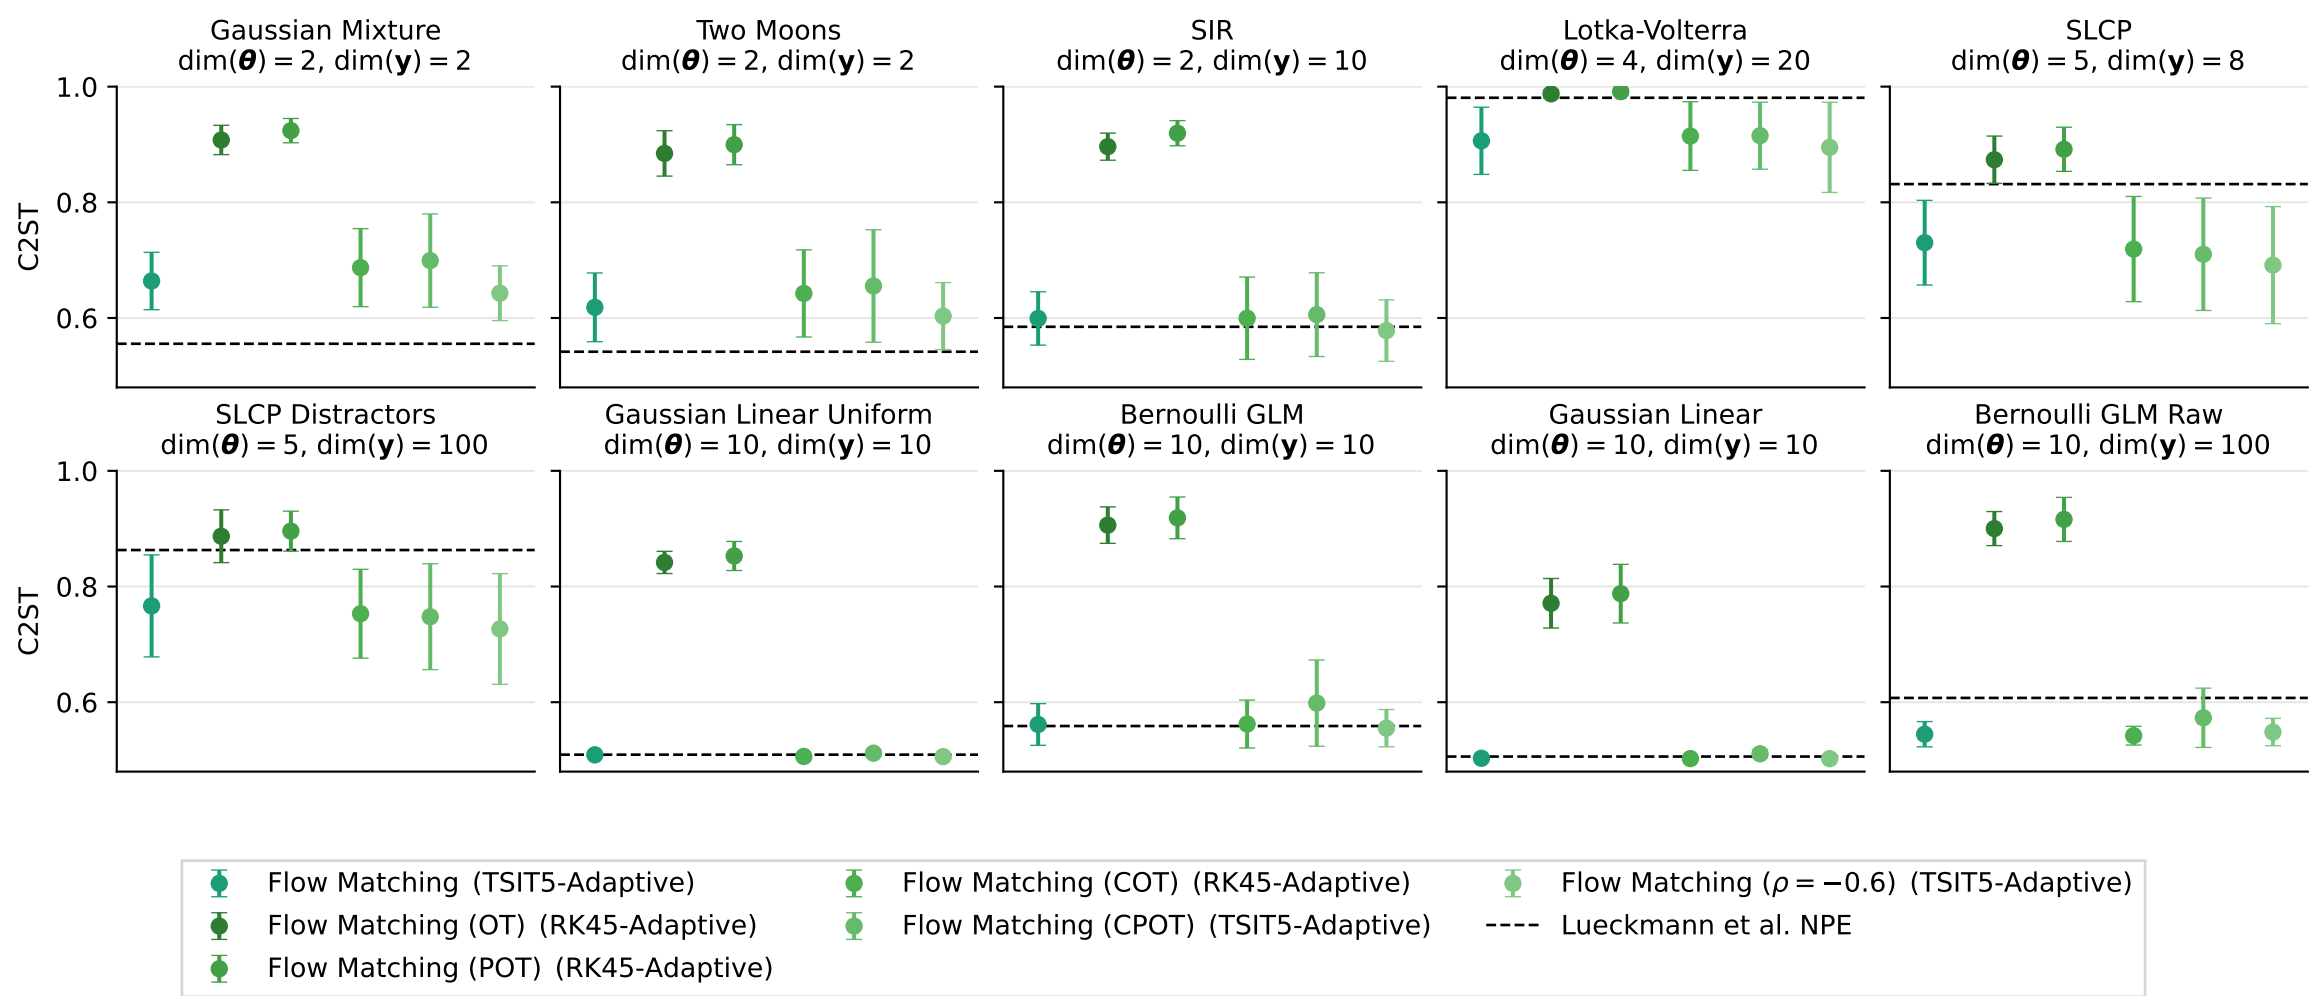 Gaussian Mixture
dim(θ) = 2, dim(y) = 2
Two Moons
dim(θ) = 2, dim(y) = 2
SIR
dim(θ) = 2, dim(y) = 10
Lotka-Volterra
dim(θ) = 4, dim(y) = 20
SLCP
dim(θ) = 5, dim(y) = 8
C2ST
1.0
0.8
0.6
SLCP Distractors
dim(θ) = 5, dim(y) = 100
Gaussian Linear Uniform
dim(θ) = 10, dim(y) = 10
Bernoulli GLM
dim(θ) = 10, dim(y) = 10
Gaussian Linear
dim(θ) = 10, dim(y) = 10
Bernoulli GLM Raw
dim(θ) = 10, dim(y) = 100
C2ST
1.0
0.8
0.6
Flow Matching (TSIT5-Adaptive)
Flow Matching (OT) (RK45-Adaptive)
Flow Matching (POT) (RK45-Adaptive)
Flow Matching (COT) (RK45-Adaptive)
Flow Matching (CPOT) (TSIT5-Adaptive)
Flow Matching (ρ = −0.6) (TSIT5-Adaptive)
Lueckmann et al. NPE